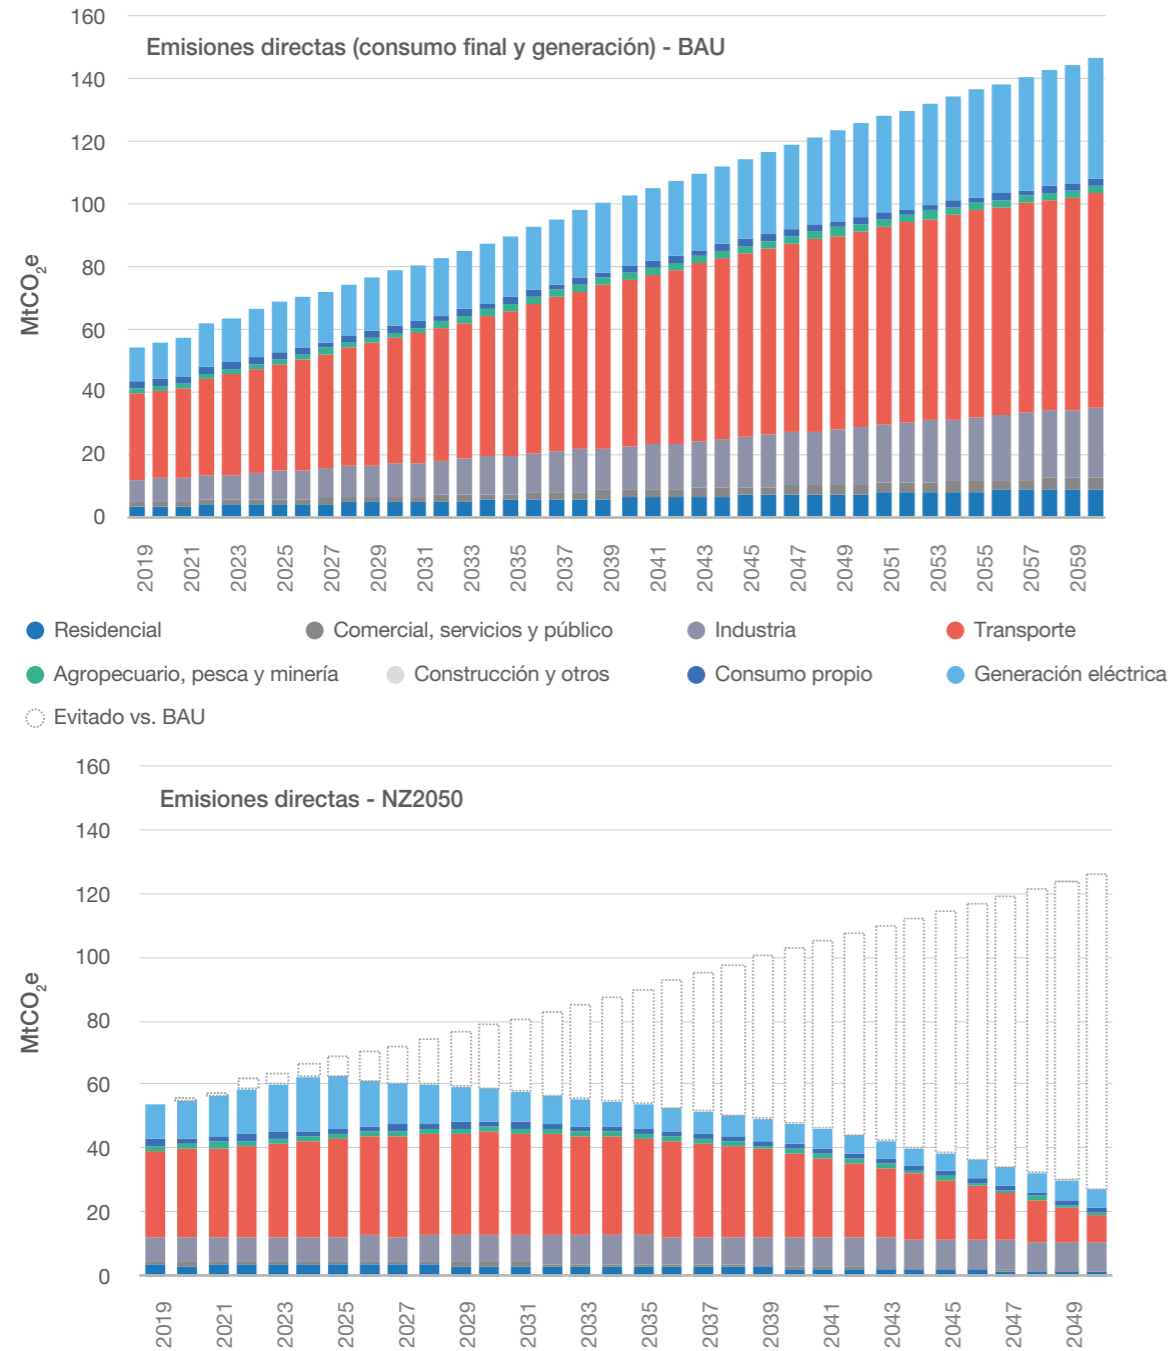 160
Emisiones directas (consumo final y generación) - BAU
140
120
100
80
60
40
20
0
MtCO₂e
2019 2021 2023 2025 2027 2029 2031 2033 2035 2037 2039 2041 2043 2045 2047 2049 2051 2053 2055 2057 2059
Residencial Comercial, servicios y público Industria Transporte
Agropecuario, pesca y minería Construcción y otros Consumo propio Generación eléctrica
Evitado vs. BAU
160
Emisiones directas - NZ2050
140
120
100
80
60
40
20
0
MtCO₂e
2019 2021 2023 2025 2027 2029 2031 2033 2035 2037 2039 2041 2043 2045 2047 2049